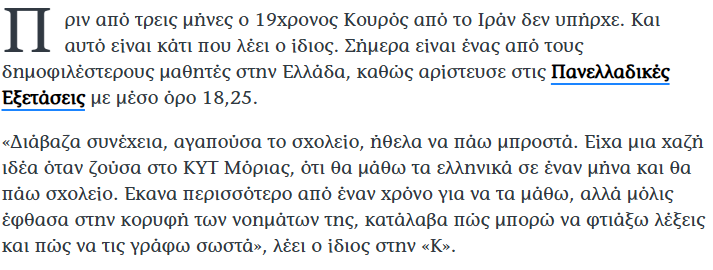 Πριν από τρεις μήνες ο 19χρονος Κουρός από το Ιράν δεν υπήρχε. Και
αυτό είναι κάτι που λέει ο ίδιος. Σήμερα είναι ένας από τους
δημοφιλέστερους μαθητές στην Ελλάδα, καθώς αρίστευσε στις Πανελλαδικές
Εξετάσεις με μέσο όρο 18,25.
«Διάβαζα συνέχεια, αγαπούσα το σχολείο, ήθελα να πάω μπροστά. Είχα μια χαζή
ιδέα όταν ζούσα στο ΚΥΤ Μόριας, ότι θα μάθω τα ελληνικά σε έναν μήνα και θα
πάω σχολείο. Εκανα περισσότερο από έναν χρόνο για να τα μάθω, αλλά μόλις
έφθασα στην κορυφή των νοημάτων της, κατάλαβα πώς μπορώ να φτιάξω λέξεις
και πώς να τις γράφω σωστά», λέει ο ίδιος στην «Κ».